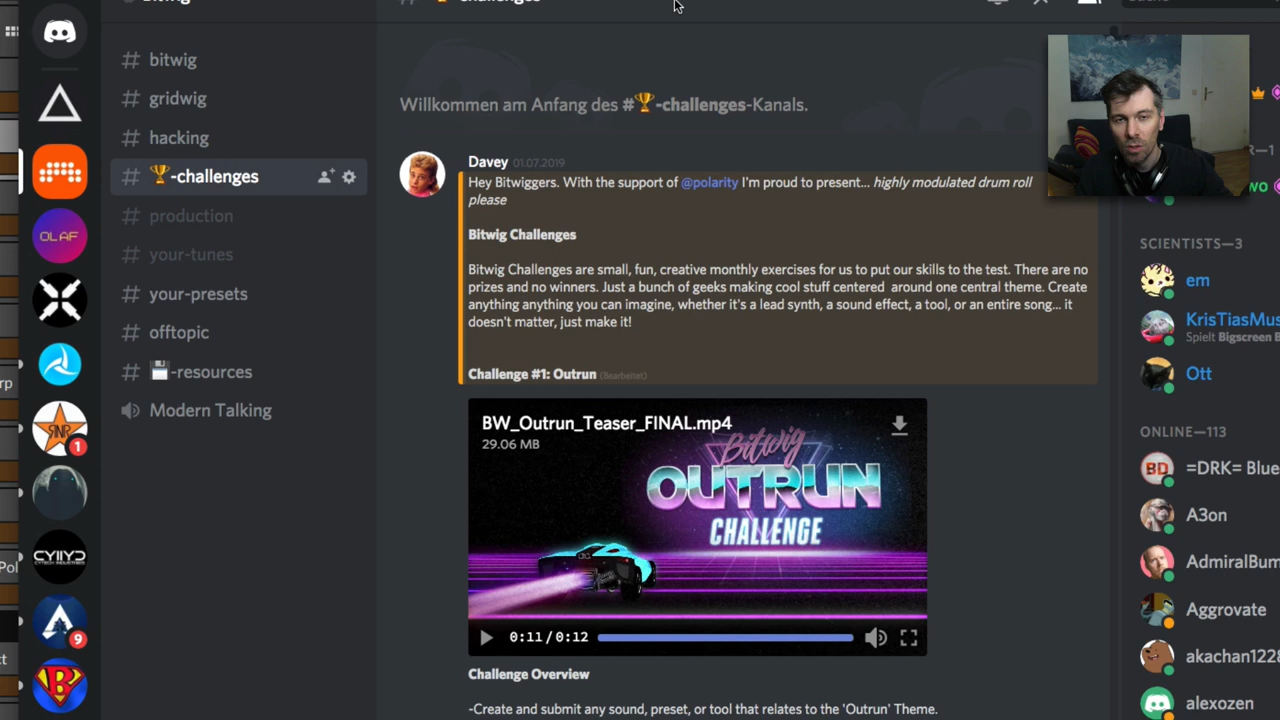 # bitwig
# gridwig
# hacking
# 🏆-challenges
# production
# your-tunes
# your-presets
# offtopic
# 💾-resources
Modern Talking
OLAF
RNR
1
CYIIYD
9
B
Willkommen am Anfang des #🏆-challenges-Kanals.
Davey 01.07.2019
Hey Bitwiggers. With the support of @polarity I'm proud to present... highly modulated drum roll
please
Bitwig Challenges
Bitwig Challenges are small, fun, creative monthly exercises for us to put our skills to the test. There are no
prizes and no winners. Just a bunch of geeks making cool stuff centered around one central theme. Create
anything anything you can imagine, whether it's a lead synth, a sound effect, a tool, or an entire song... it
doesn't matter, just make it!
Challenge #1: Outrun (Bearbeitet)
BW_Outrun_Teaser_FINAL.mp4
29.06 MB
Bitwig
OUTRUN
CHALLENGE
0:11/0:12
Challenge Overview
-Create and submit any sound, preset, or tool that relates to the 'Outrun' Theme.
SCIENTISTS—3
em
KrisTiasMus
Spielt Bigscreen B
Ott
ONLINE—113
BD
=DRK= Blue
A3on
AdmiralBum
Aggrovate
akachan1228
alexozen